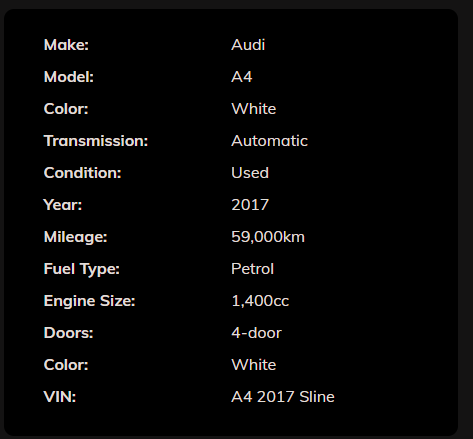 Make: Audi
Model: A4
Color: White
Transmission: Automatic
Condition: Used
Year: 2017
Mileage: 59,000km
Fuel Type: Petrol
Engine Size: 1,400cc
Doors: 4-door
Color: White
VIN: A4 2017 Sline